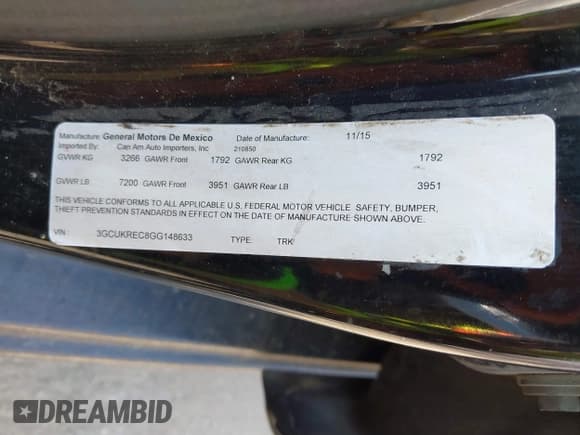 Manufacture: General Motors De Mexico Date of Manufacture: 11/15
Imported By: Can Am Auto Importers, Inc 210850
GVWR KG 3266 GAWR Front 1792 GAWR Rear KG 1792
GVWR LB 7200 GAWR Front 3951 GAWR Rear LB 3951
THIS VEHICLE CONFORMS TO ALL APPLICABLE U.S. FEDERAL MOTOR VEHICLE SAFETY, BUMPER,
THEFT PREVENTION STANDARDS IN EFFECT ON THE DATE OF MANUFACTURE SHOWN ABOVE.
VIN: 3GCUKREC8GG148633 TYPE: TRK
DREAMBID